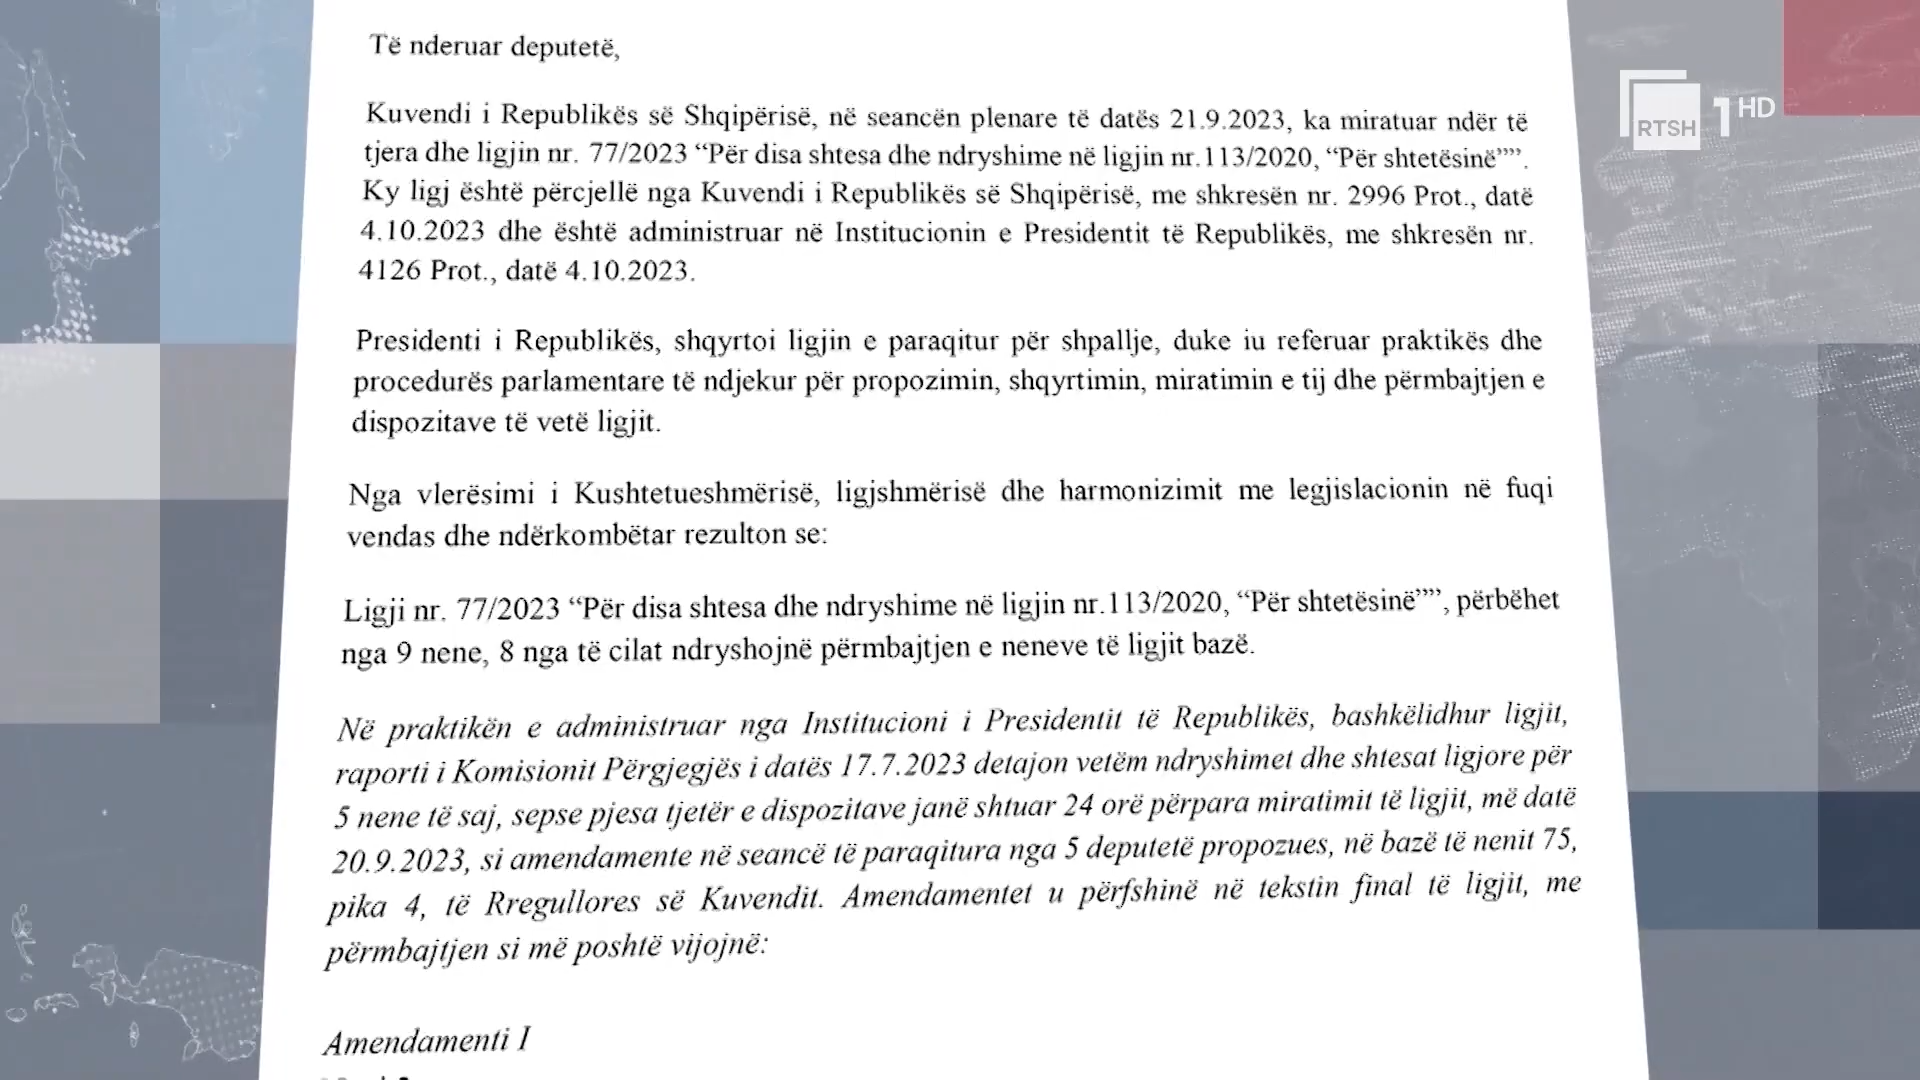 Të nderuar deputetë,
Kuvendi i Republikës së Shqipërisë, në seancën plenare të datës 21.9.2023, ka miratuar ndër të
tjera dhe ligjin nr. 77/2023 “Për disa shtesa dhe ndryshime në ligjin nr.113/2020, “Për shtetësinë””.
Ky ligj është përcjellë nga Kuvendi i Republikës së Shqipërisë, me shkresën nr. 2996 Prot., datë
4.10.2023 dhe është administruar në Institucionin e Presidentit të Republikës, me shkresën nr.
4126 Prot., datë 4.10.2023.
Presidenti i Republikës, shqyrtoi ligjin e paraqitur për shpallje, duke iu referuar praktikës dhe
procedurës parlamentare të ndjekur për propozimin, shqyrtimin, miratimin e tij dhe përmbajtjen e
dispozitave të vetë ligjit.
Nga vlerësimi i Kushtetueshmërisë, ligjshmërisë dhe harmonizimit me legjislacionin në fuqi
vendas dhe ndërkombëtar rezulton se:
Ligji nr. 77/2023 “Për disa shtesa dhe ndryshime në ligjin nr.113/2020, “Për shtetësinë””, përbëhet
nga 9 nene, 8 nga të cilat ndryshojnë përmbajtjen e neneve të ligjit bazë.
Në praktikën e administruar nga Institucioni i Presidentit të Republikës, bashkëlidhur ligjit,
raporti i Komisionit Përgjegjës i datës 17.7.2023 detajon vetëm ndryshimet dhe shtesat ligjore për
5 nene të saj, sepse pjesa tjetër e dispozitave janë shtuar 24 orë përpara miratimit të ligjit, më datë
20.9.2023, si amendamente në seancë të paraqitura nga 5 deputetë propozues, në bazë të nenit 75,
pika 4, të Rregullores së Kuvendit. Amendamentet u përfshinë në tekstin final të ligjit, me
përmbajtjen si më poshtë vijojnë:
Amendamenti I
RTSH 1 HD